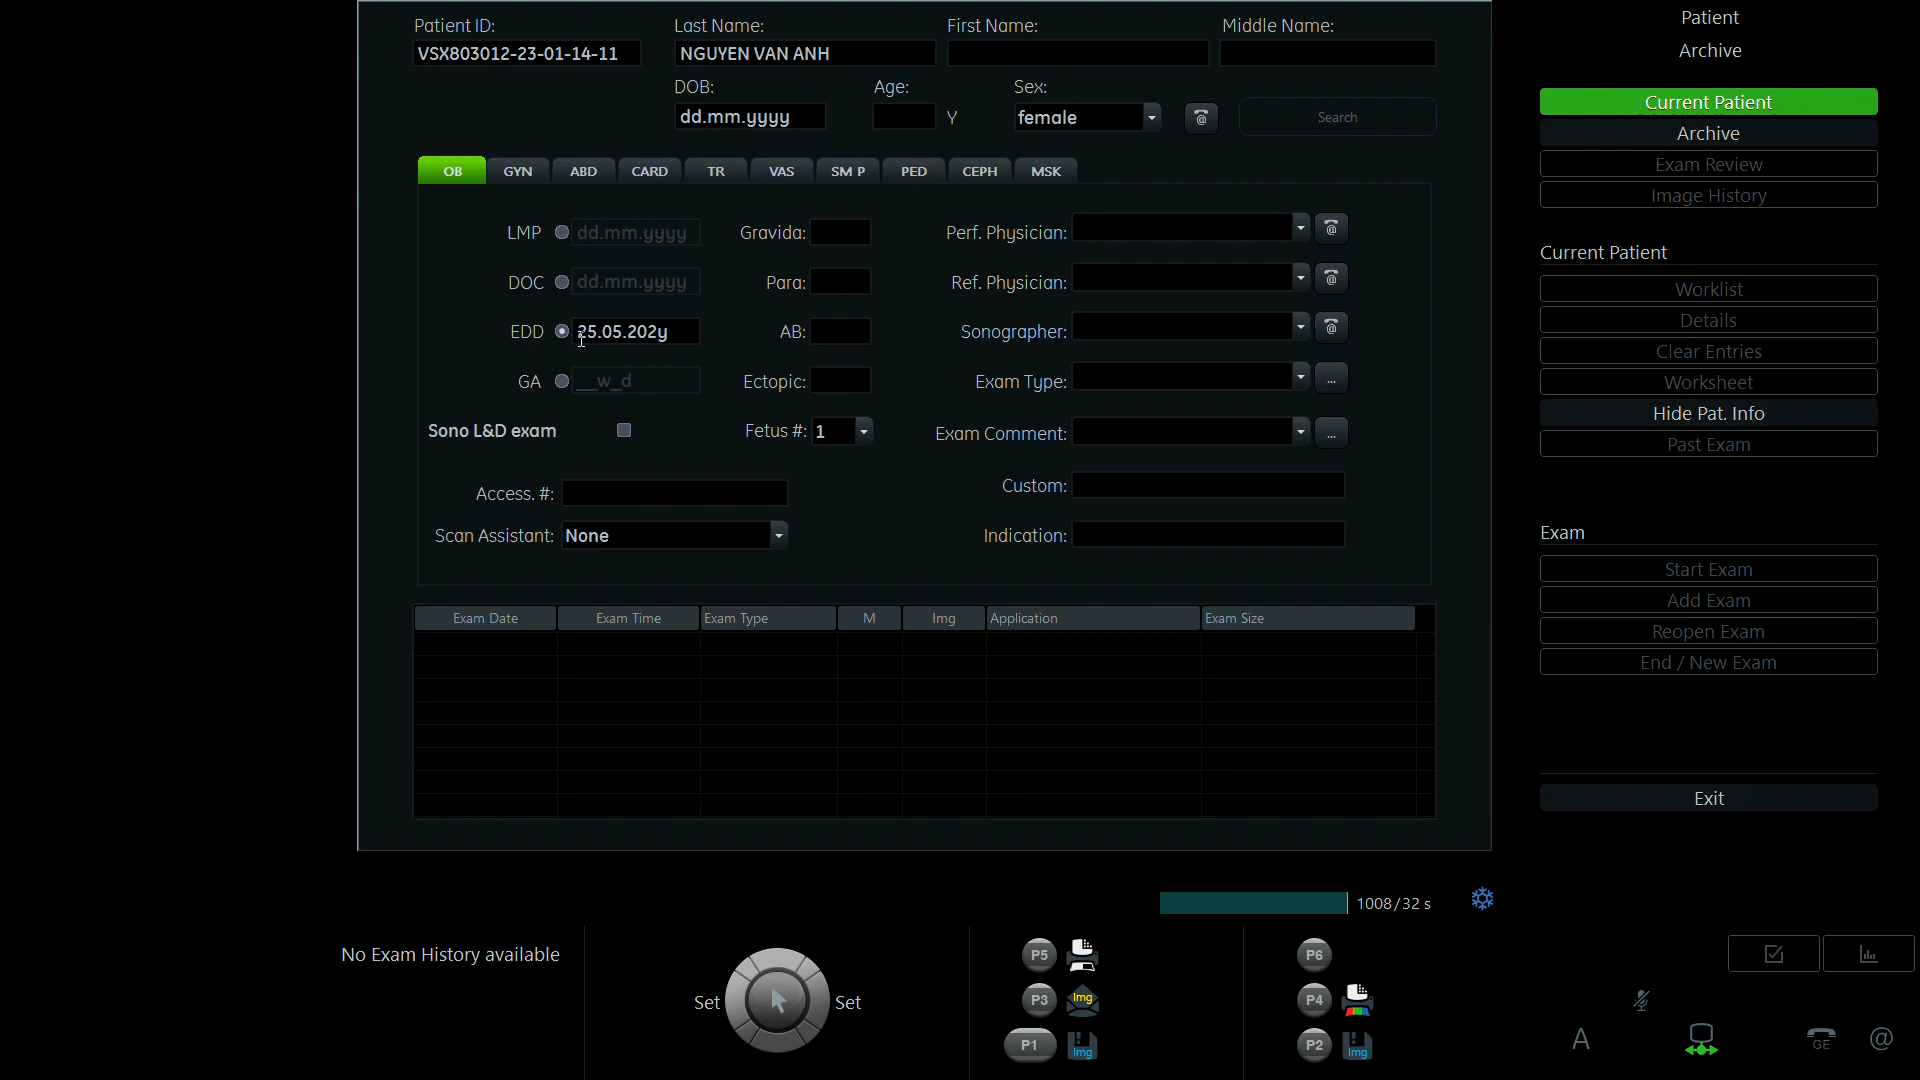 Patient ID: Last Name: First Name: Middle Name:
VSX803012-23-01-14-11 NGUYEN VAN ANH
DOB: Age: Sex:
dd.mm.yyyy Y female @ Search
OB GYN ABD CARD TR VAS SM P PED CEPH MSK
LMP dd.mm.yyyy Gravida: Perf. Physician: @
DOC dd.mm.yyyy Para: Ref. Physician: @
EDD 25.05.202y AB: Sonographer: @
GA __w_d Ectopic: Exam Type: ...
Sono L&D exam Fetus #: 1 Exam Comment: ...
Custom:
Access. #:
Scan Assistant: None Indication:
Exam Date Exam Time Exam Type M Img Application Exam Size
Patient
Archive
Current Patient
Archive
Exam Review
Image History
Current Patient
Worklist
Details
Clear Entries
Worksheet
Hide Pat. Info
Past Exam
Exam
Start Exam
Add Exam
Reopen Exam
End / New Exam
Exit
1008/32 s
No Exam History available
Set Set
P5 P6
P3 Img P4
P1 Img P2 Img
A GE @